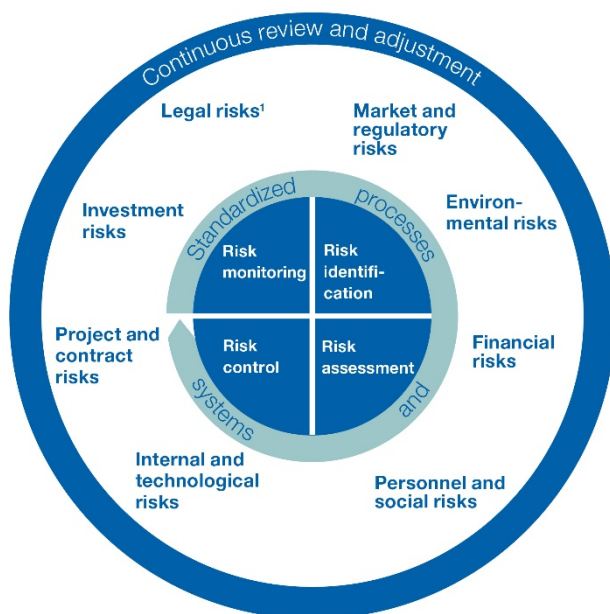 Continuous review and adjustment
Legal risks¹
Market and
regulatory
risks
Investment
risks
Environ-
mental risks
Standardized
processes
and
systems
Risk
monitoring
Risk
identifi-
cation
Risk
control
Risk
assessment
Project and
contract
risks
Financial
risks
Internal and
technological
risks
Personnel and
social risks